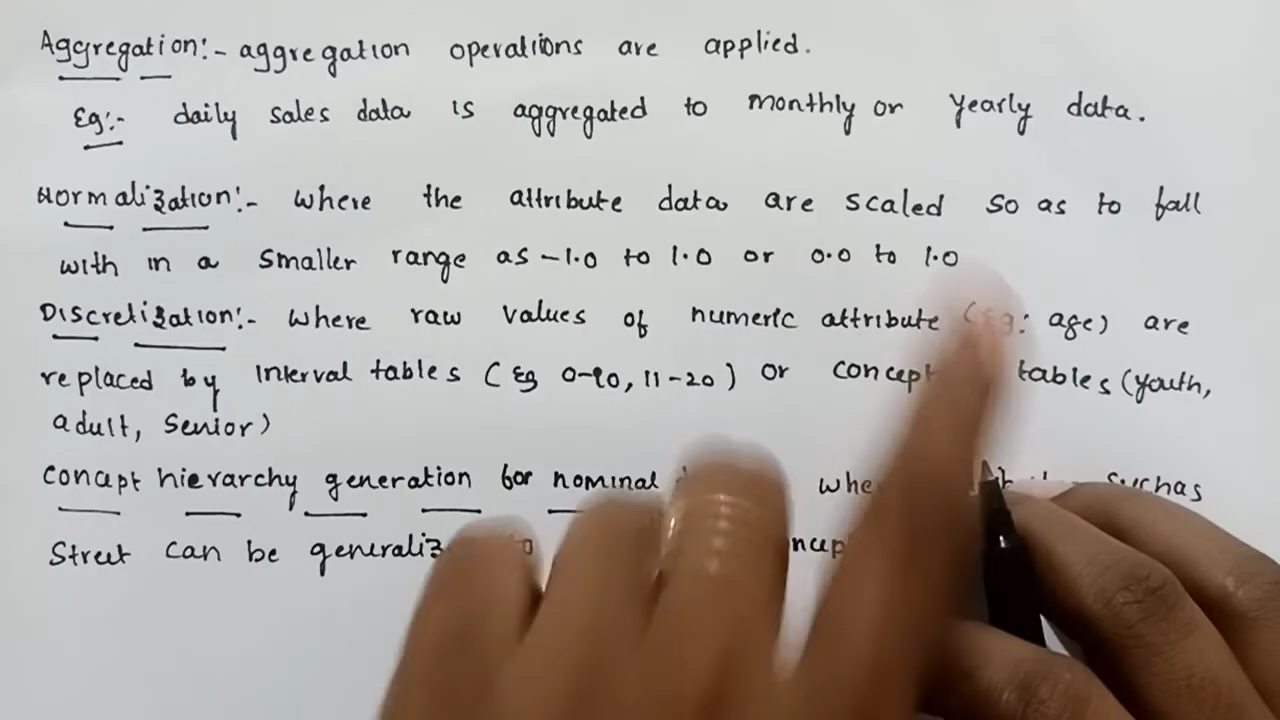 Aggregation:- aggregation operations are applied.
Eg:- daily sales data is aggregated to monthly or yearly data.
Normalization:- where the attribute data are scaled so as to fall
with in a smaller range as -1.0 to 1.0 or 0.0 to 1.0
Discretization:- where raw values of numeric attribute (Eg: age) are
replaced by Interval tables (Eg 0-10, 11-20) or concept tables (youth,
adult, senior)
concept hierarchy generation for nominal suchas
Street can be